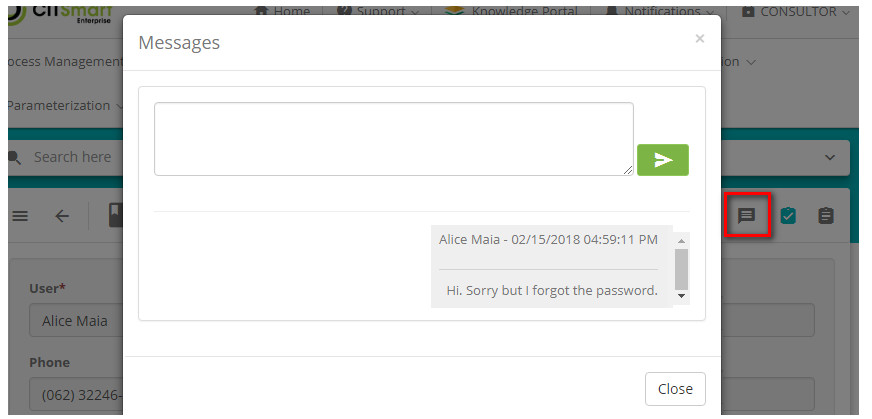 CITSmart
Enterprise
Home
Support
Knowledge Portal
Notifications
CONSULTOR
Messages
×
ocess Management
ion
Parameterization
Search here
Alice Maia - 02/15/2018 04:59:11 PM
Hi. Sorry but I forgot the password.
User*
Alice Maia
Phone
(062) 32246-
Close